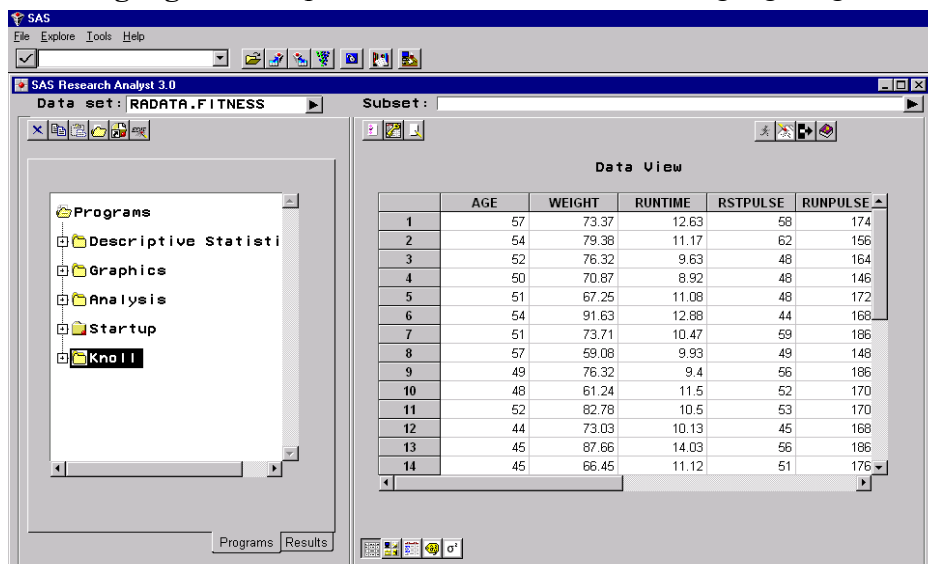 SAS
File Explore Tools Help
SAS Research Analyst 3.0
Data set: RADATA.FITNESS Subset:
Data View
Programs
Descriptive Statisti
Graphics
Analysis
Startup
Knoll
AGE WEIGHT RUNTIME RSTPULSE RUNPULSE
1 57 73.37 12.63 58 174
2 54 79.38 11.17 62 156
3 52 76.32 9.63 48 164
4 50 70.87 8.92 48 146
5 51 67.25 11.08 48 172
6 54 91.63 12.88 44 168
7 51 73.71 10.47 59 186
8 57 59.08 9.93 49 148
9 49 76.32 9.4 56 186
10 48 61.24 11.5 52 170
11 52 82.78 10.5 53 170
12 44 73.03 10.13 45 168
13 45 87.66 14.03 56 186
14 45 66.45 11.12 51 176
Programs Results
σ²